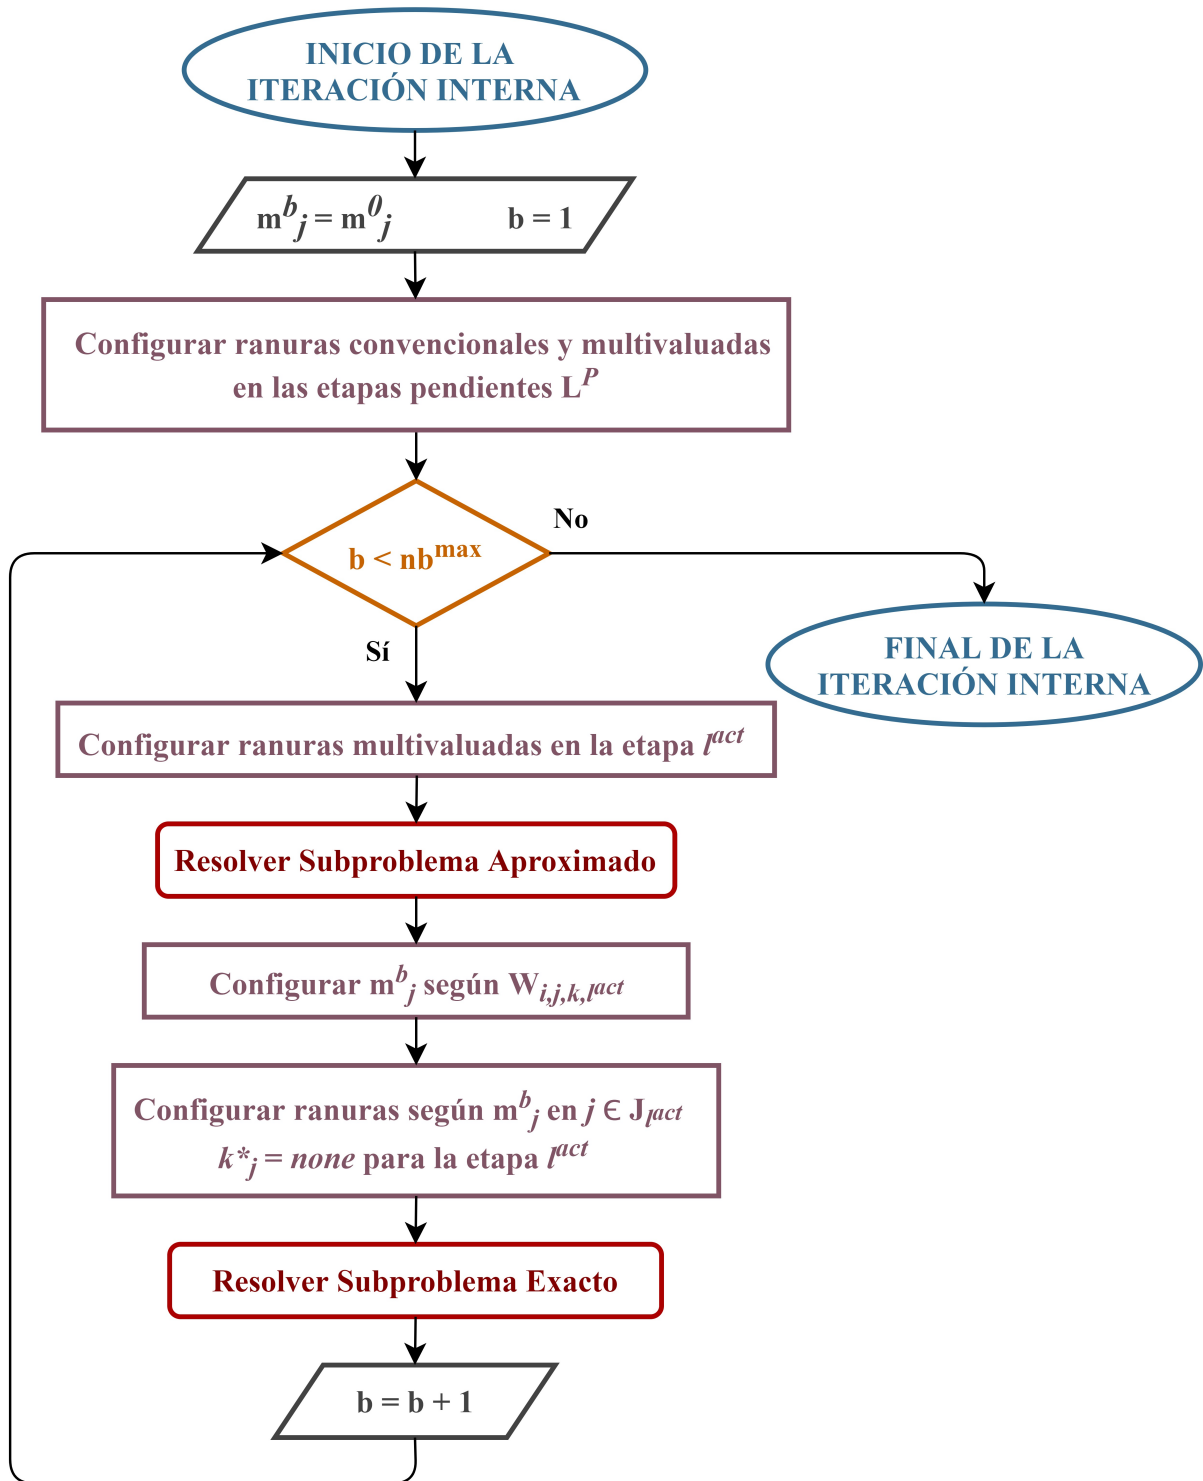 INICIO DE LA
ITERACIÓN INTERNA
m^b_j = m^0_j b = 1
Configurar ranuras convencionales y multivaluadas
en las etapas pendientes L^P
b < nb^max
No
Sí
FINAL DE LA
ITERACIÓN INTERNA
Configurar ranuras multivaluadas en la etapa l^act
Resolver Subproblema Aproximado
Configurar m^b_j según W_i,j,k,l^act
Configurar ranuras según m^b_j en j ∈ J_l^act
k*_j = none para la etapa l^act
Resolver Subproblema Exacto
b = b + 1